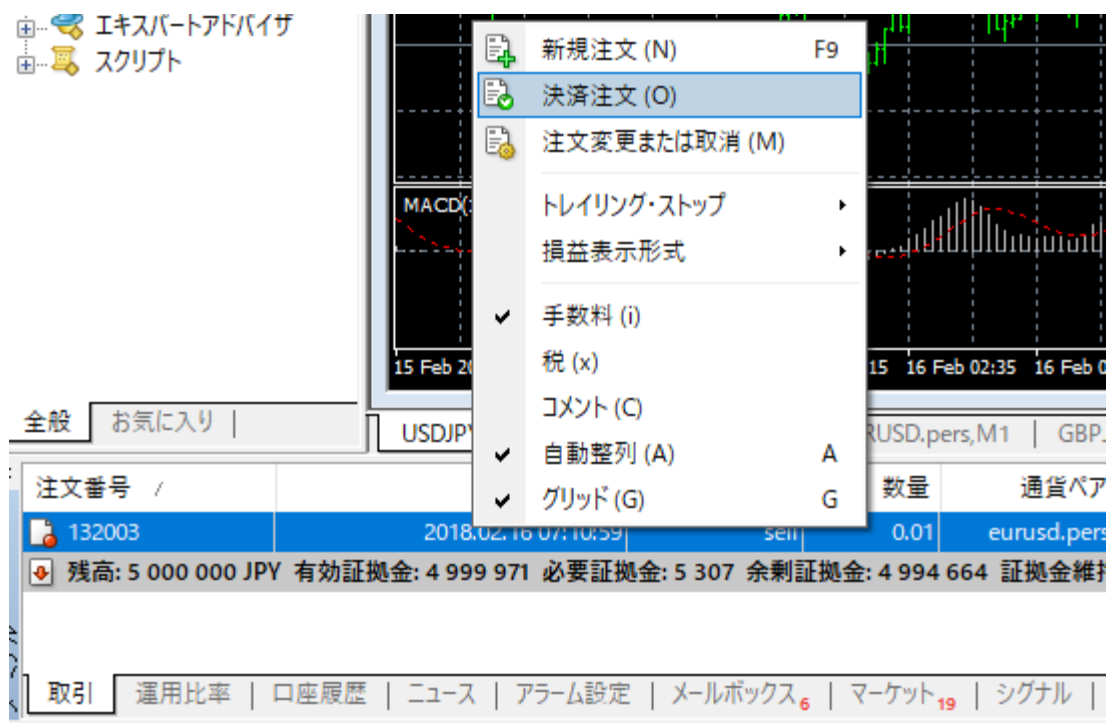 エキスパートアドバイザ
スクリプト
新規注文 (N) F9
決済注文 (O)
注文変更または取消 (M)
トレイリング・ストップ
損益表示形式
手数料 (i)
税 (x)
コメント (C)
自動整列 (A) A
グリッド (G) G
MACD(
15 Feb 20 15 16 Feb 02:35 16 Feb 0
全般 お気に入り
USDJP RUSD.pers,M1 GBP
注文番号 / 数量 通貨ペア
132003 2018.02.16 07:10:59 sell 0.01 eurusd.pers
残高: 5 000 000 JPY 有効証拠金: 4 999 971 必要証拠金: 5 307 余剰証拠金: 4 994 664 証拠金維持
取引 運用比率 口座履歴 ニュース アラーム設定 メールボックス 6 マーケット 19 シグナル